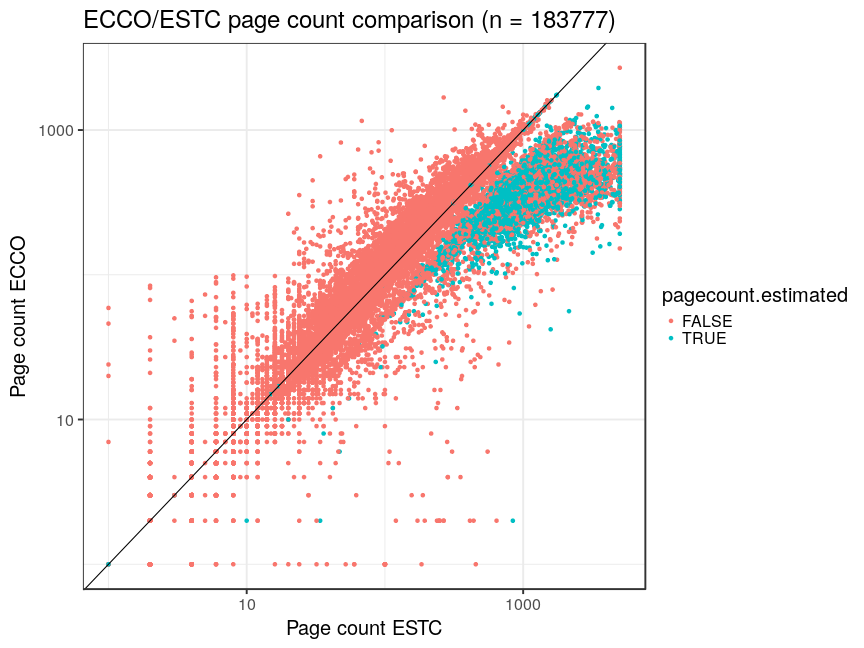 ECCO/ESTC page count comparison (n = 183777)
Page count ECCO
1000
10
10
1000
Page count ESTC
pagecount.estimated
FALSE
TRUE